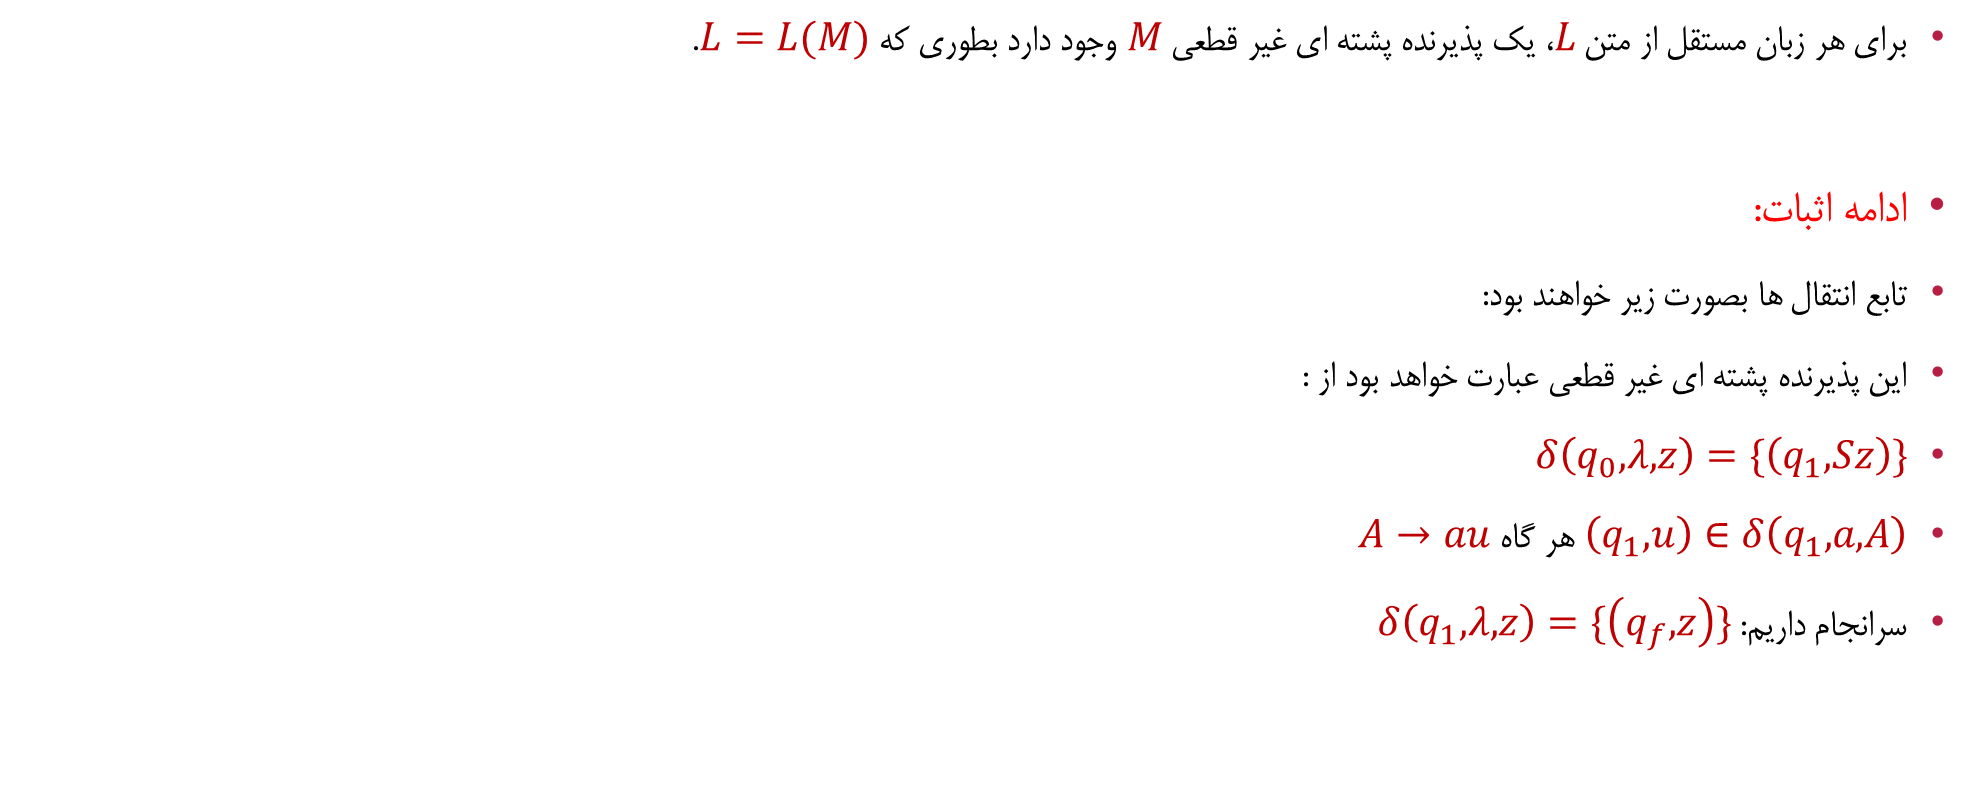 • برای هر زبان مستقل از متن L، یک پذیرنده پشته ای غیر قطعی M وجود دارد بطوری که L = L(M).
• ادامه اثبات:
• تابع انتقال ها بصورت زیر خواهند بود:
• این پذیرنده پشته ای غیر قطعی عبارت خواهد بود از :
• δ(q₀,λ,z) = {(q₁,Sz)}
• (q₁,u) ∈ δ(q₁,a,A) هر گاه A → au
• سرانجام داریم: δ(q₁,λ,z) = {(q_f,z)}